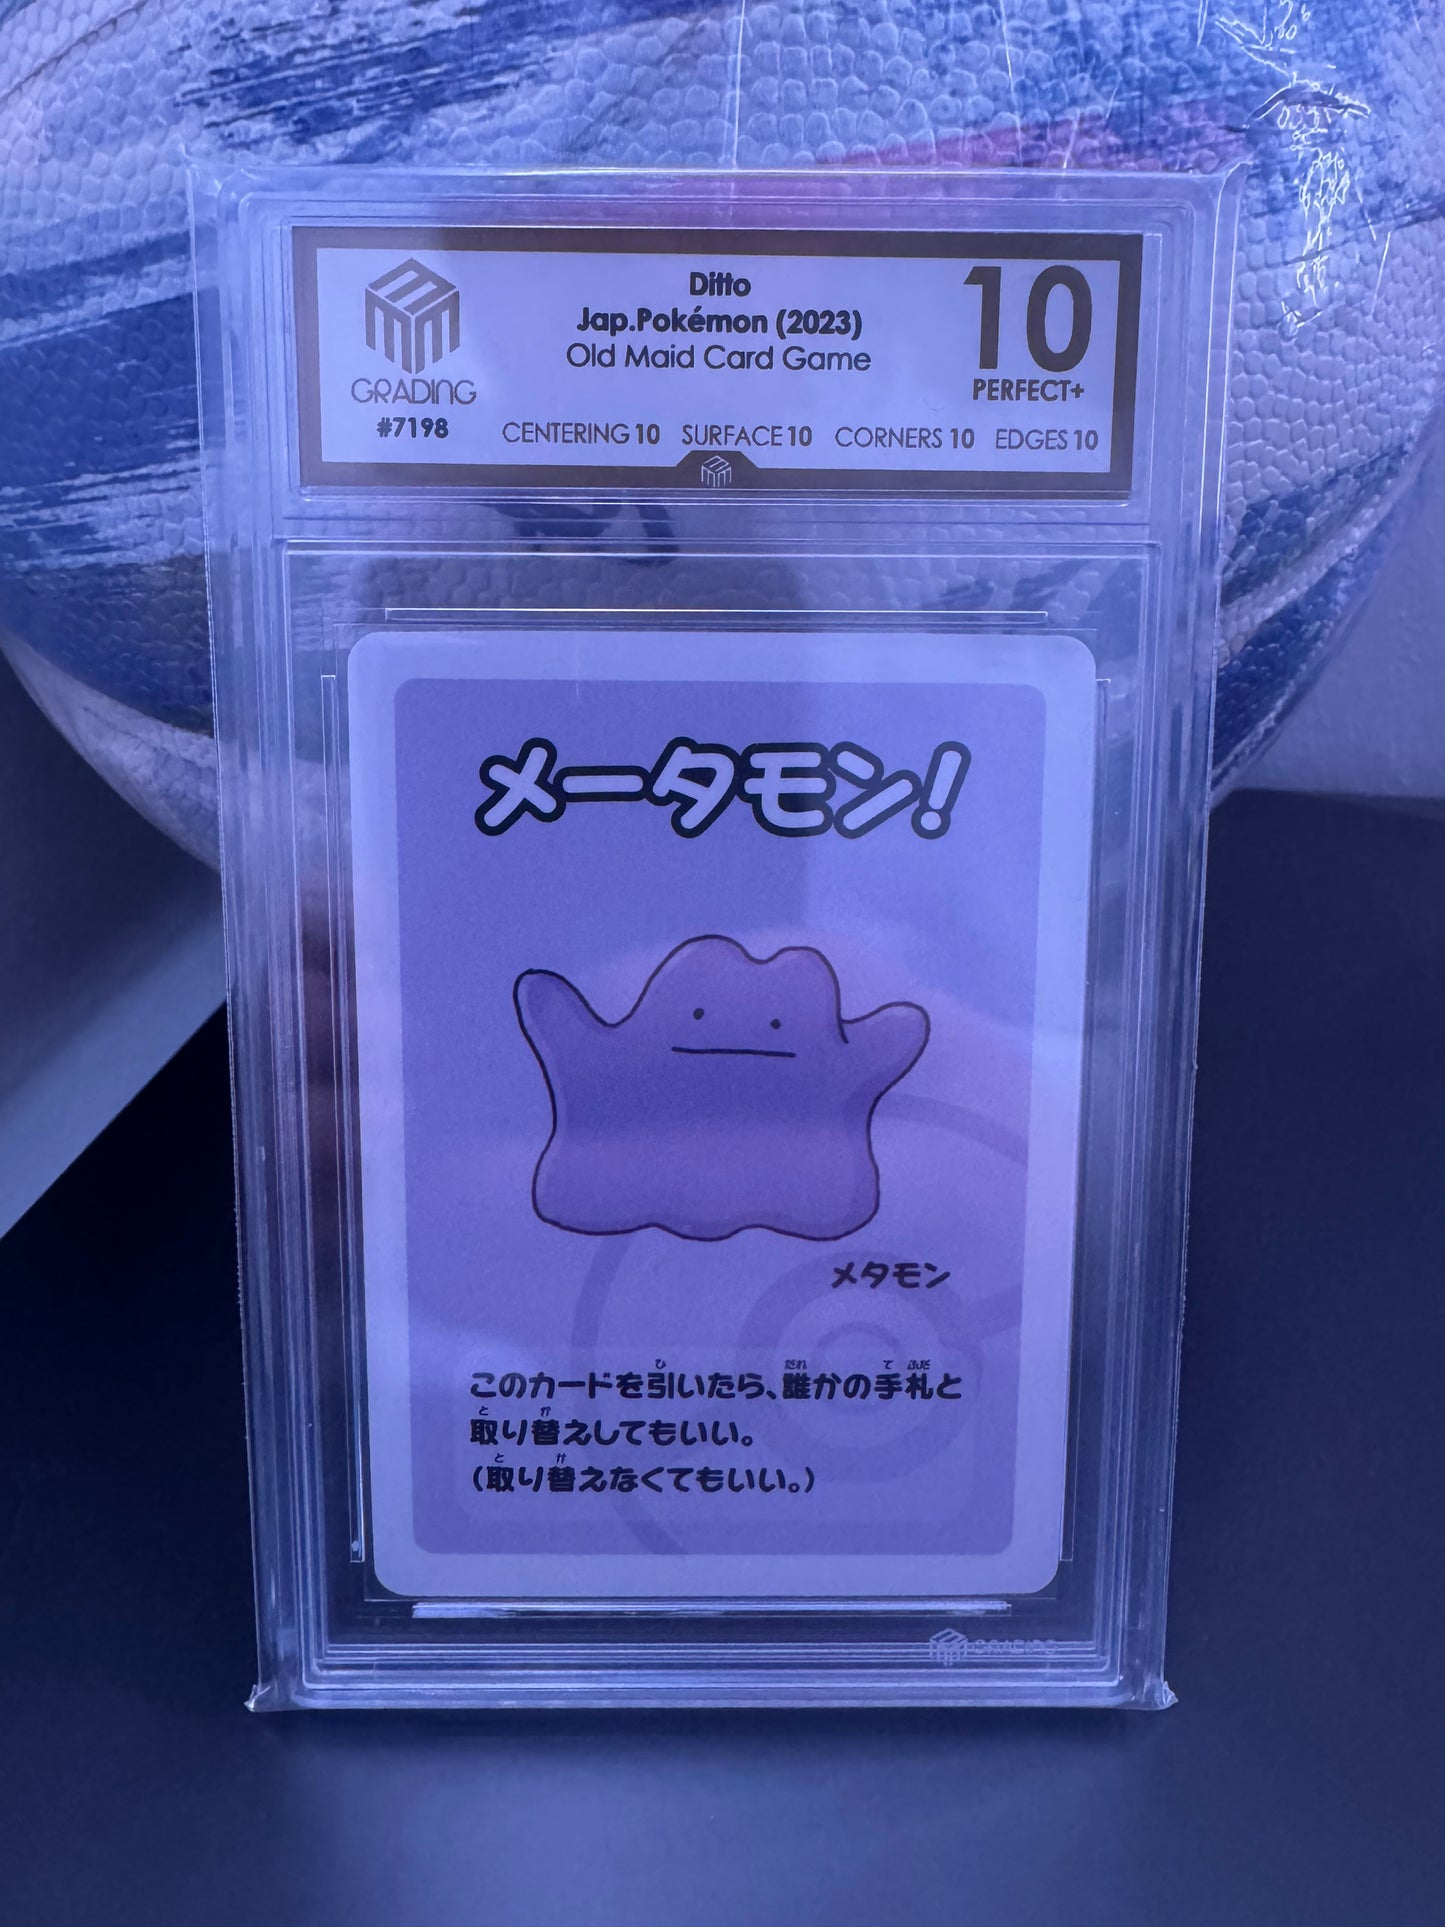 Ditto
Jap.Pokémon (2023)
Old Maid Card Game
10
PERFECT+
GRADING
#7198
CENTERING 10 SURFACE 10 CORNERS 10 EDGES 10
メータモン!
メタモン
このカードを引いたら、誰かの手札と
取り替えしてもいい。
(取り替えなくてもいい。)
GRADING